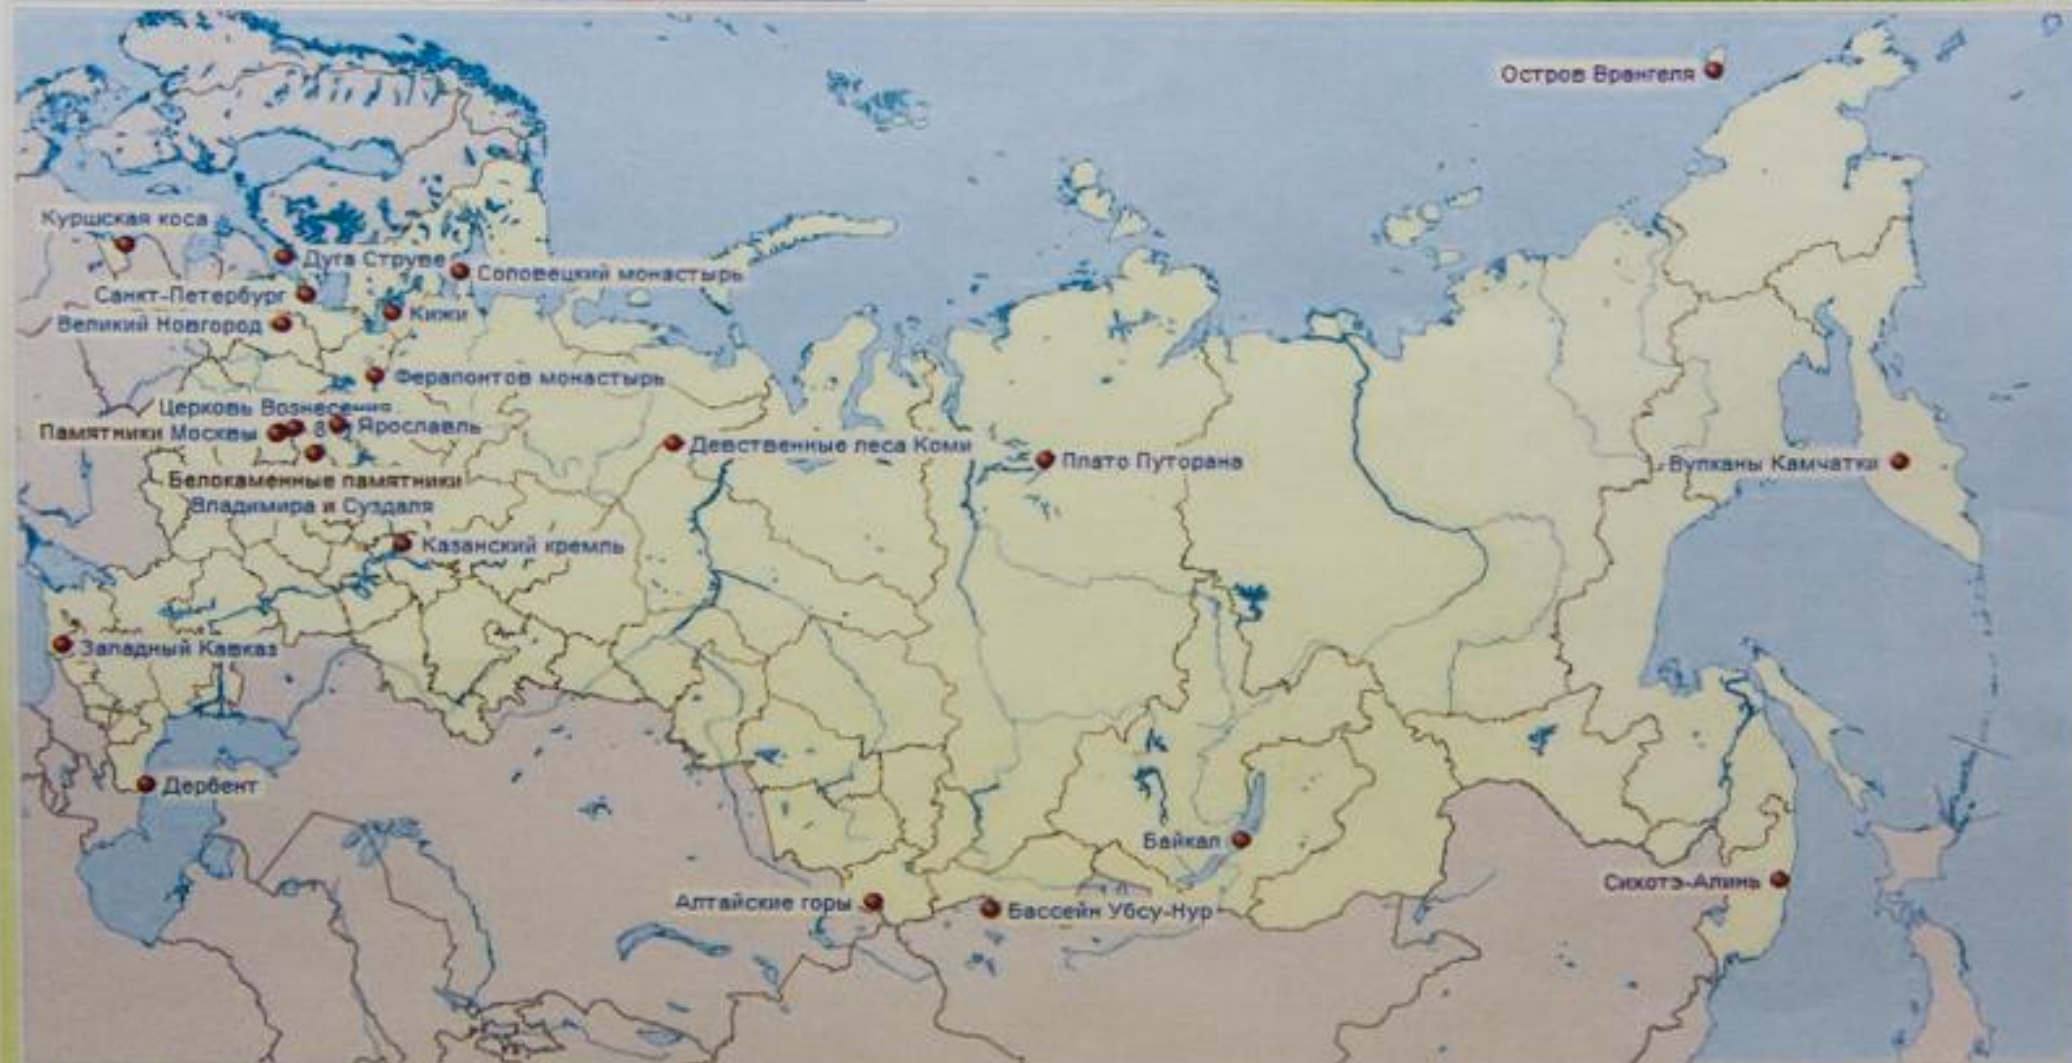 Остров Врангеля
Куршская коса
Дуга Струве
Соловецкий монастырь
Санкт-Петербург
Кижи
Великий Новгород
Ферапонтов монастырь
Церковь Вознесения
Памятники Москвы
Ярославль
Девственные леса Коми
Плато Путорана
Вулканы Камчатки
Белокаменные памятники
Владимира и Суздаля
Казанский кремль
Западный Кавказ
Дербент
Байкал
Алтайские горы
Бассейн Убсу-Нур
Сихотэ-Алинь